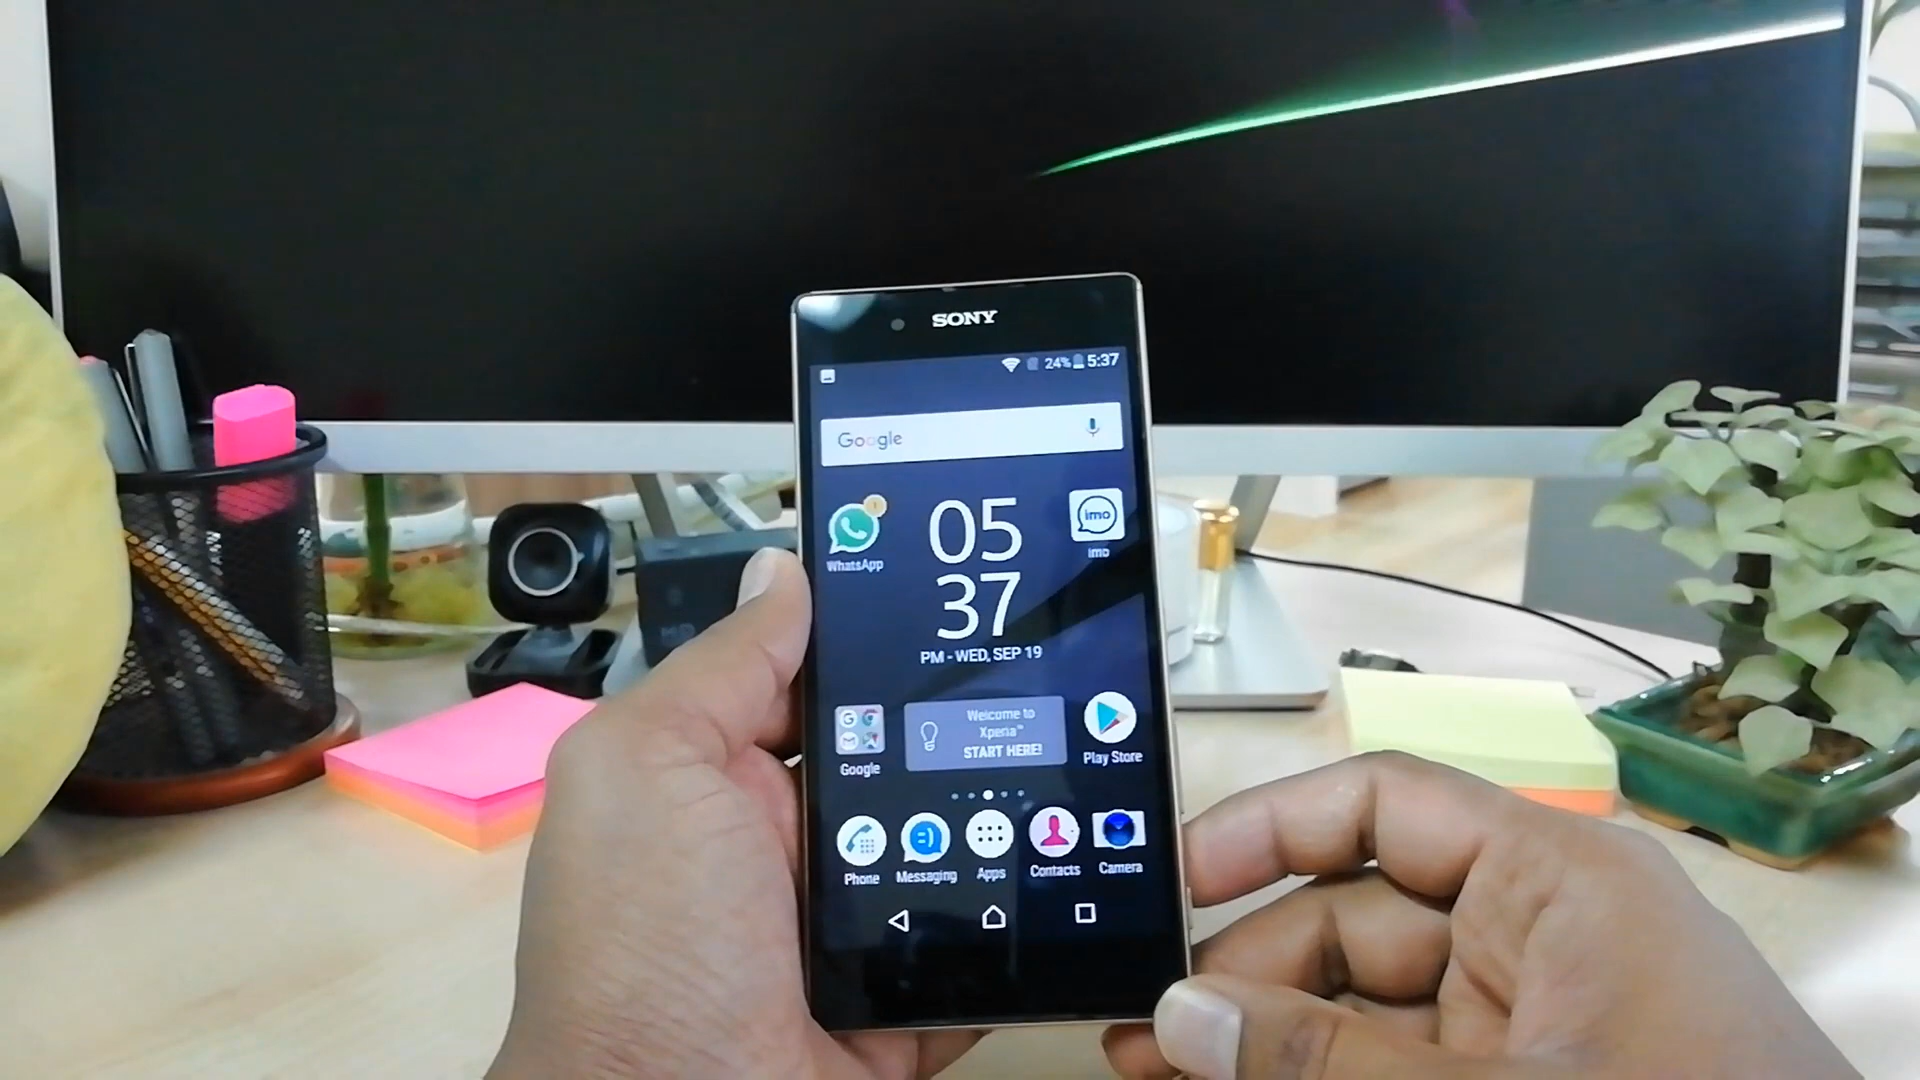 SONY
24% 5:37
Google
WhatsApp
05
37
PM - WED, SEP 19
imo
imo
Google
Welcome to
Xperia™
START HERE!
Play Store
Phone
Messaging
Apps
Contacts
Camera